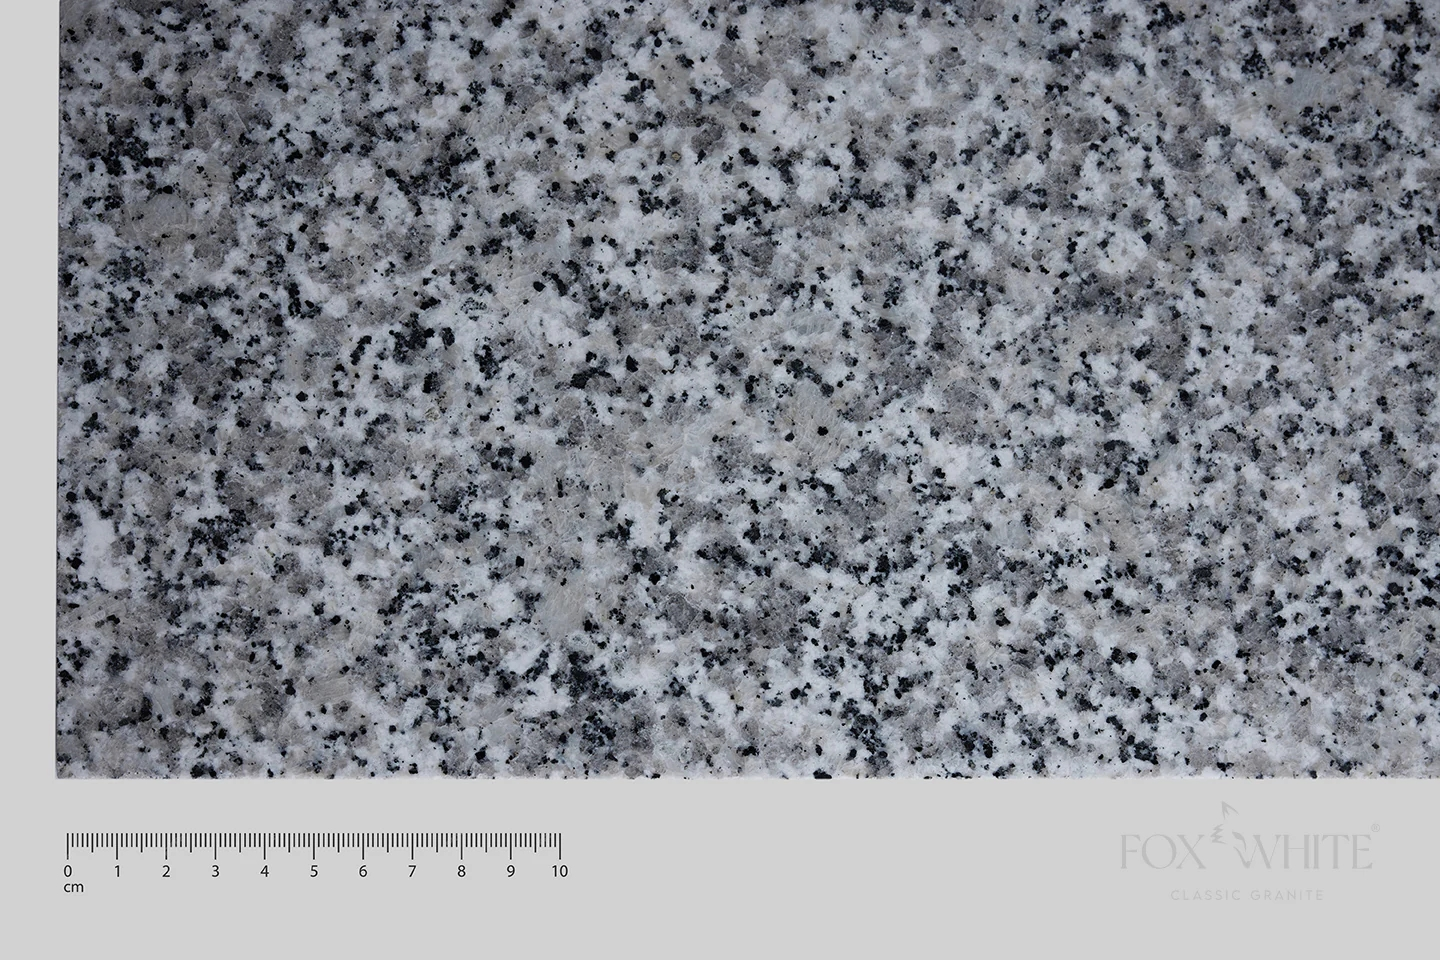 0 1 2 3 4 5 6 7 8 9 10
cm
FOX WHITE®
CLASSIC GRANITE